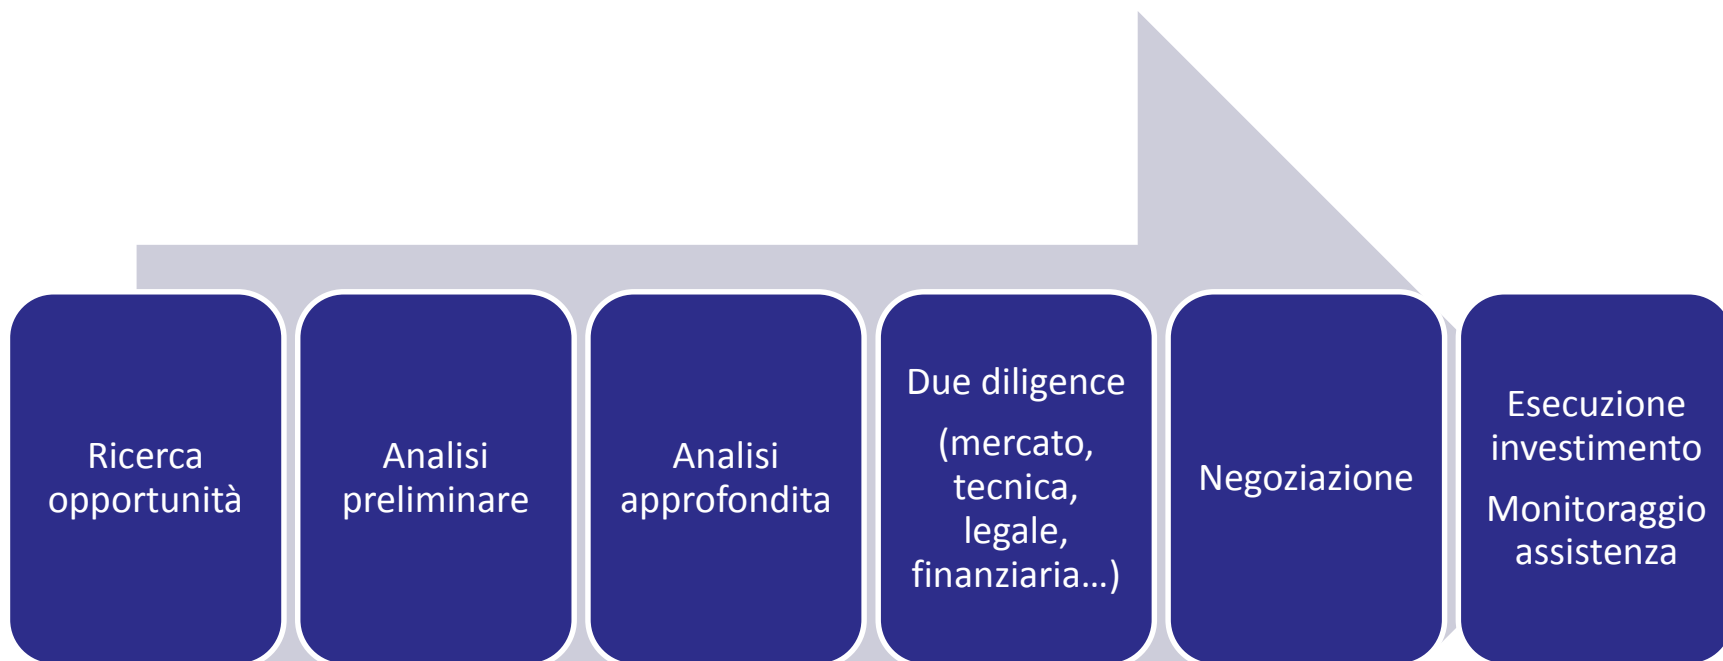 Ricerca
opportunità
Analisi
preliminare
Analisi
approfondita
Due diligence
(mercato,
tecnica,
legale,
finanziaria…)
Negoziazione
Esecuzione
investimento
Monitoraggio
assistenza